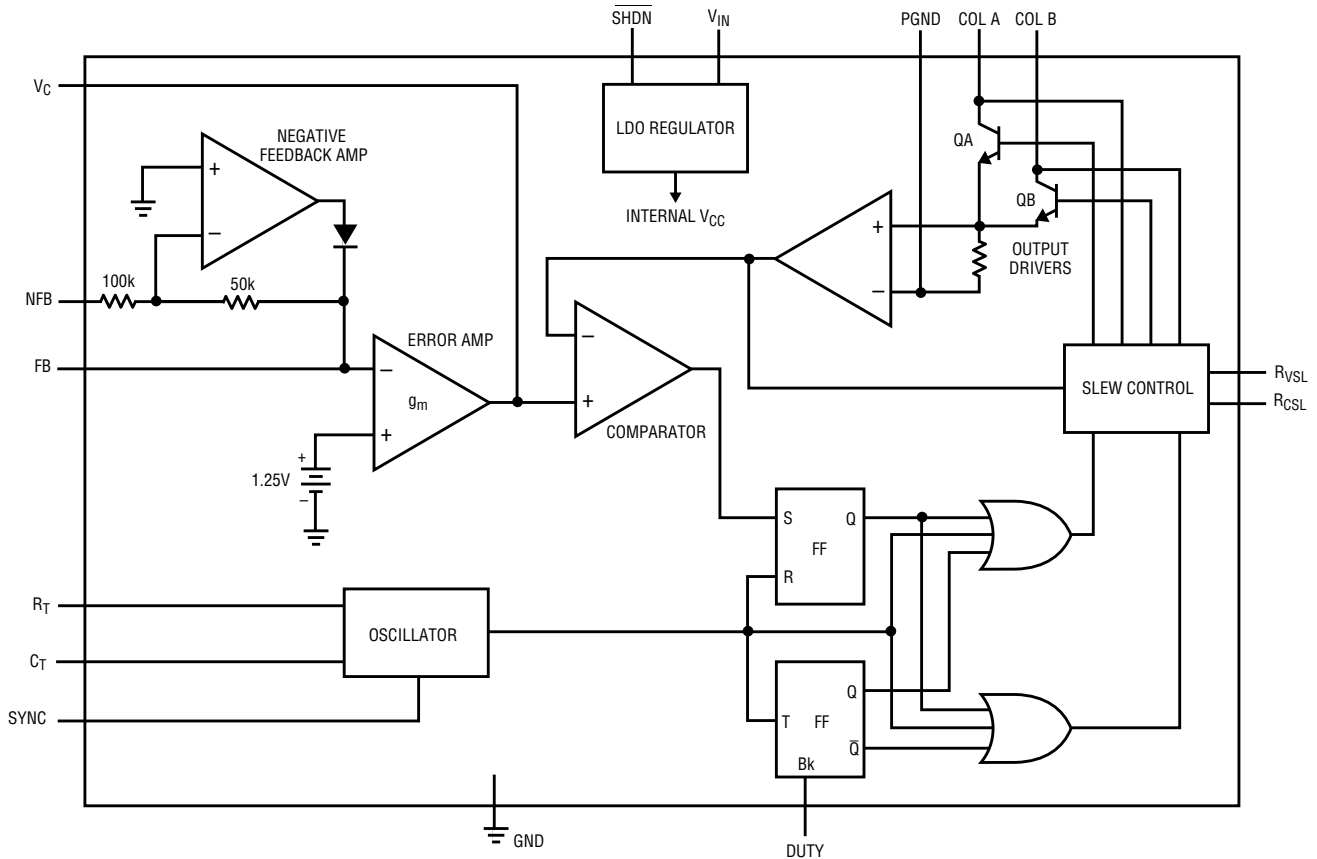 SHDN
VIN
PGND COL A COL B
VC
NEGATIVE
FEEDBACK AMP
+
−
LDO REGULATOR
INTERNAL VCC
QA
QB
OUTPUT
DRIVERS
+
−
100k
50k
NFB
FB
ERROR AMP
−
gm
+
−
+
COMPARATOR
SLEW CONTROL
RVSL
RCSL
+
1.25V
−
S
Q
FF
R
RT
OSCILLATOR
CT
SYNC
Q
T
FF
Q̅
Bk
GND
DUTY